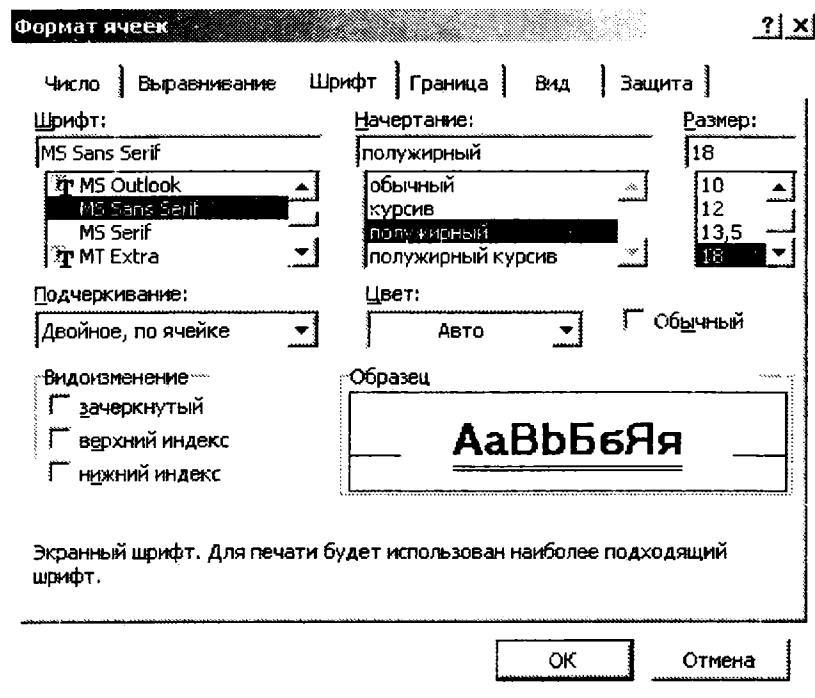 Формат ячеек ? x
Число Выравнивание Шрифт Граница Вид Защита
Шрифт: Начертание: Размер:
MS Sans Serif полужирный 18
MS Outlook обычный 10
MS Sans Serif курсив 12
MS Serif полужирный 13,5
MT Extra полужирный курсив 18
Подчеркивание: Цвет:
Двойное, по ячейке Авто Обычный
Видоизменение Образец
зачеркнутый
верхний индекс АаBbБбЯя
нижний индекс
Экранный шрифт. Для печати будет использован наиболее подходящий
шрифт.
ОК Отмена